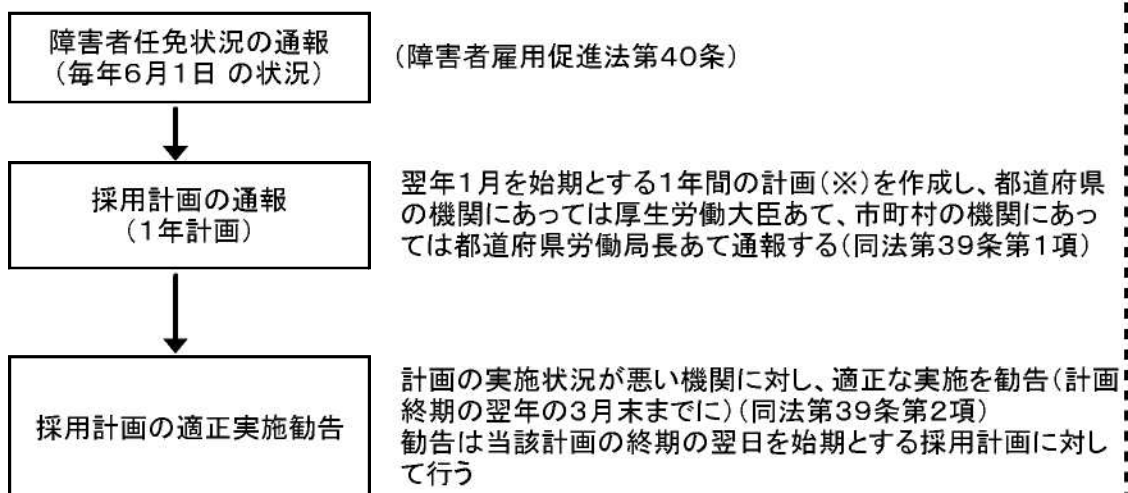 障害者任免状況の通報
(毎年6月1日 の状況)
(障害者雇用促進法第40条)
採用計画の通報
(1年計画)
翌年1月を始期とする1年間の計画(※)を作成し、都道府県
の機関にあっては厚生労働大臣あて、市町村の機関にあっ
ては都道府県労働局長あて通報する(同法第39条第1項)
採用計画の適正実施勧告
計画の実施状況が悪い機関に対し、適正な実施を勧告(計画
終期の翌年の3月末までに)(同法第39条第2項)
勧告は当該計画の終期の翌日を始期とする採用計画に対し
て行う